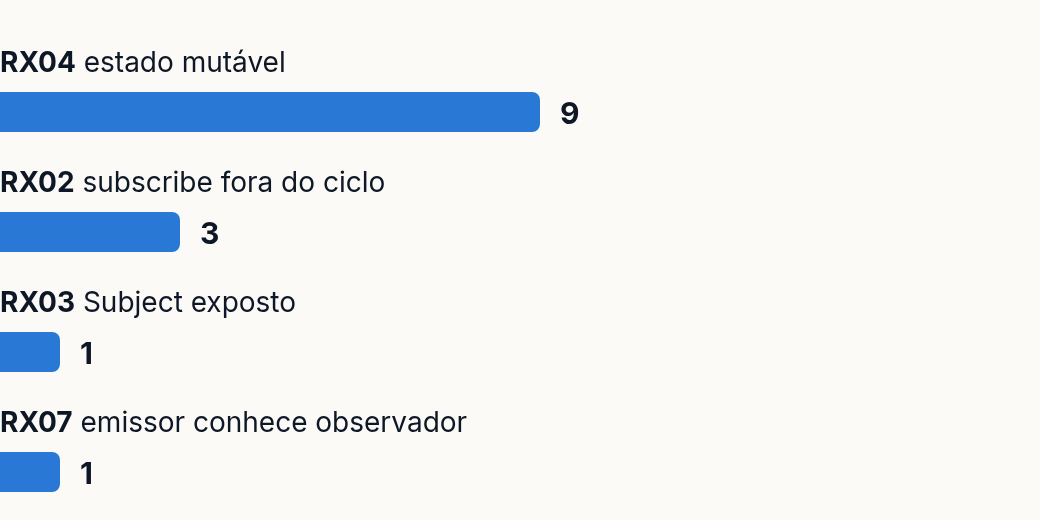 RX04 estado mutável
9
RX02 subscribe fora do ciclo
3
RX03 Subject exposto
1
RX07 emissor conhece observador
1